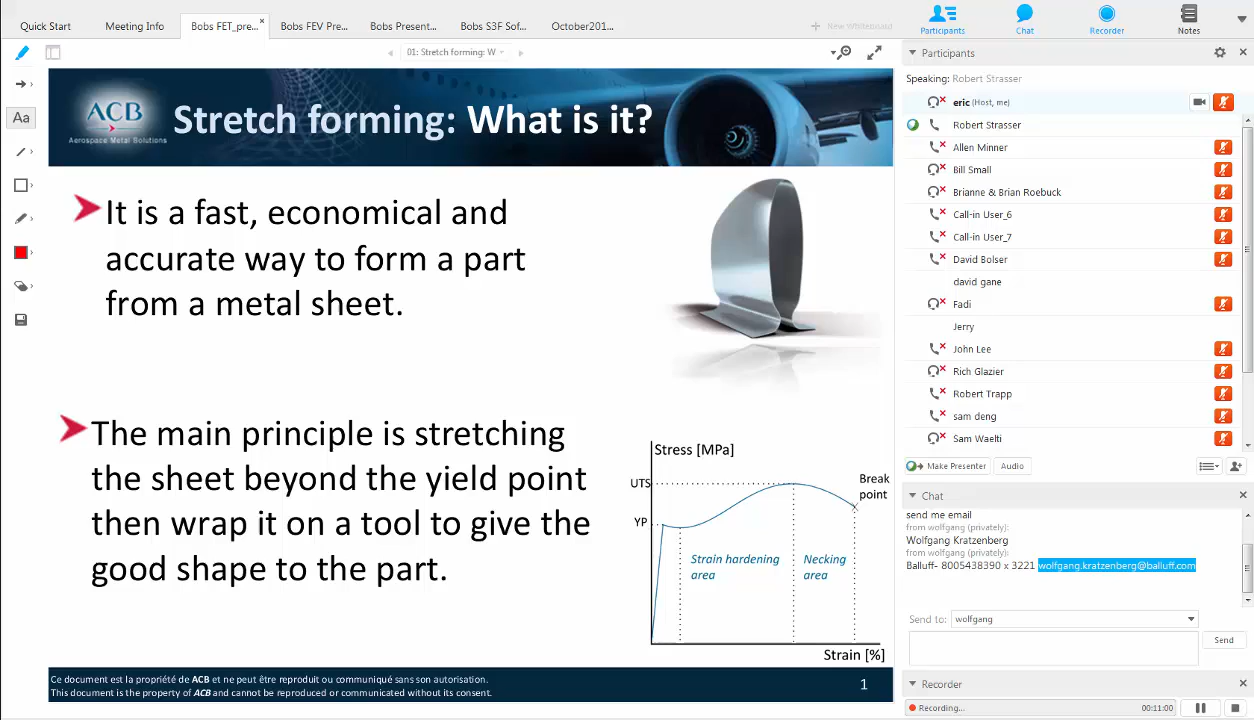 Quick Start
Meeting Info
Bobs FET_pre...
Bobs FEV Pre...
Bobs Present...
Bobs S3F Sof...
October201...
New Whiteboard
Participants
Chat
Recorder
Notes
01: Stretch forming: W
Aa
ACB
Aerospace Metal Solutions
Stretch forming: What is it?
It is a fast, economical and
accurate way to form a part
from a metal sheet.
The main principle is stretching
the sheet beyond the yield point
then wrap it on a tool to give the
good shape to the part.
Stress [MPa]
UTS
YP
Break
point
Strain hardening
area
Necking
area
Strain [%]
Ce document est la propriété de ACB et ne peut être reproduit ou communiqué sans son autorisation.
This document is the property of ACB and cannot be reproduced or communicated without its consent.
1
Participants
Speaking: Robert Strasser
eric (Host, me)
Robert Strasser
Allen Minner
Bill Small
Brianne & Brian Roebuck
Call-in User_6
Call-in User_7
David Bolser
david gane
Fadi
Jerry
John Lee
Rich Glazier
Robert Trapp
sam deng
Sam Waelti
Make Presenter
Audio
Chat
send me email
from wolfgang (privately):
Wolfgang Kratzenberg
from wolfgang (privately):
Balluff- 8005438390 x 3221 wolfgang.kratzenberg@balluff.com
Send to: wolfgang
Send
Recorder
Recording... 00:11:00